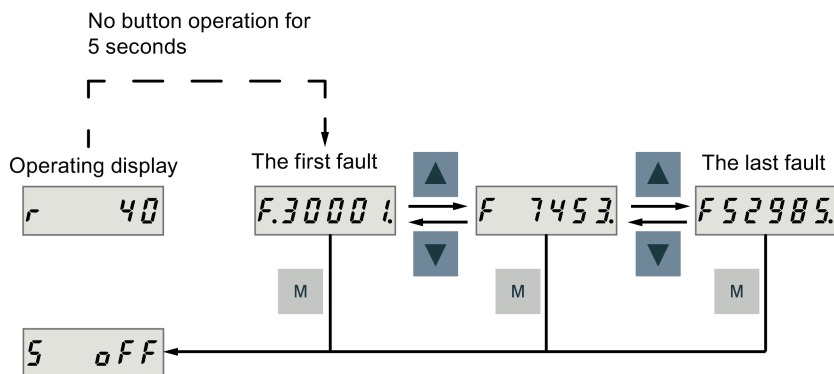 No button operation for
5 seconds
Operating display
The first fault
The last fault
r 40
F.30001.
F 7453.
F52985.
M
M
M
S oFF